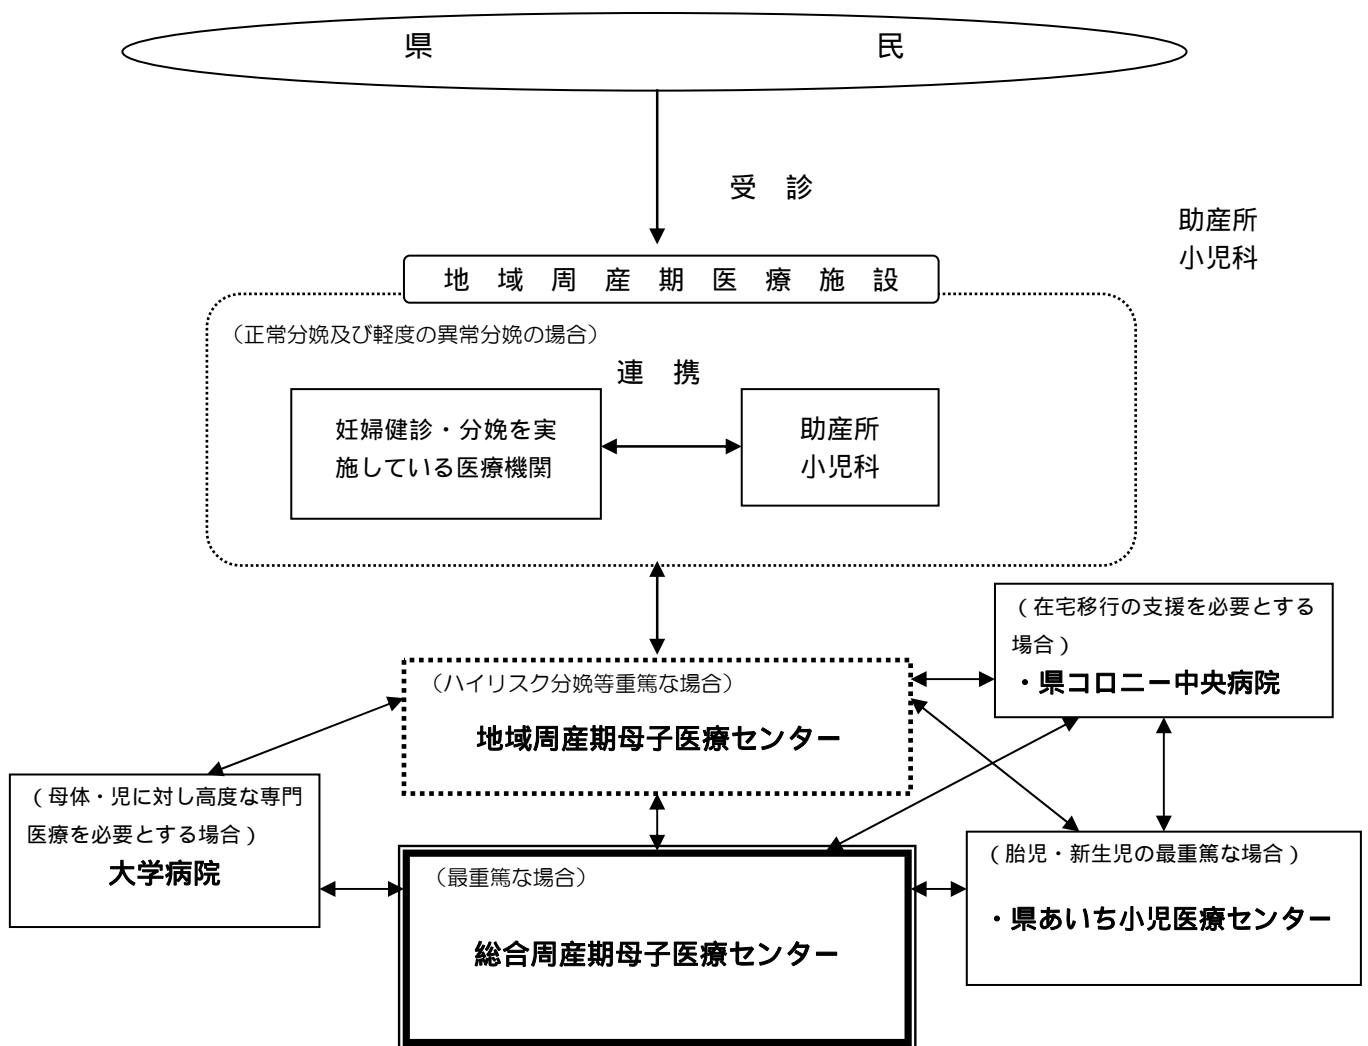 県 民
受 診
助産所
小児科
地 域 周 産 期 医 療 施 設
（正常分娩及び軽度の異常分娩の場合）
連 携
妊婦健診・分娩を実
施している医療機関
助産所
小児科
（在宅移行の支援を必要とする
場合）
・県コロニー中央病院
（ハイリスク分娩等重篤な場合）
地域周産期母子医療センター
（母体・児に対し高度な専門
医療を必要とする場合）
大学病院
（胎児・新生児の最重篤な場合）
・県あいち小児医療センター
（最重篤な場合）
総合周産期母子医療センター